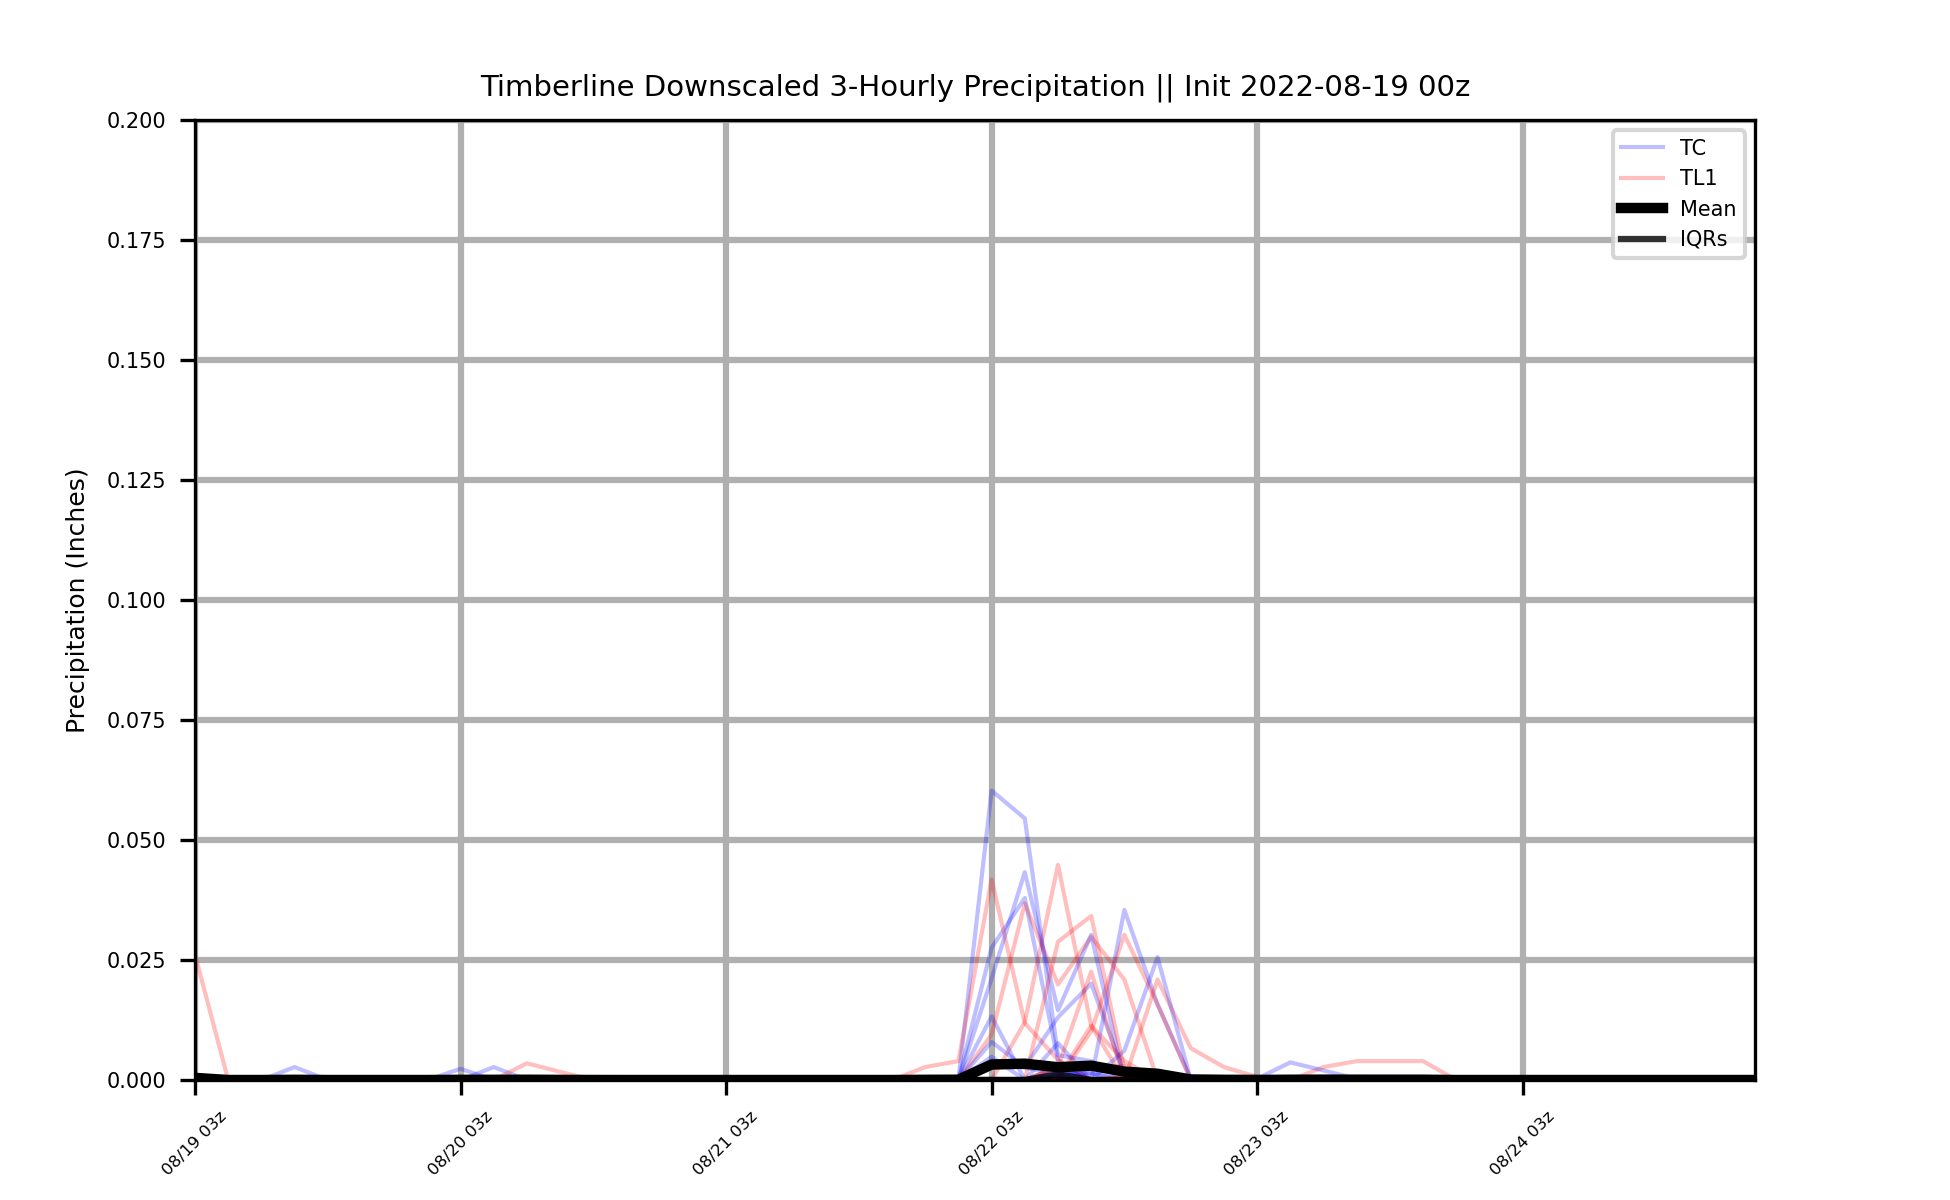 Timberline Downscaled 3-Hourly Precipitation || Init 2022-08-19 00z
TC
TL1
Mean
IQRs
Precipitation (Inches)
0.200
0.175
0.150
0.125
0.100
0.075
0.050
0.025
0.000
08/19 03z
08/20 03z
08/21 03z
08/22 03z
08/23 03z
08/24 03z